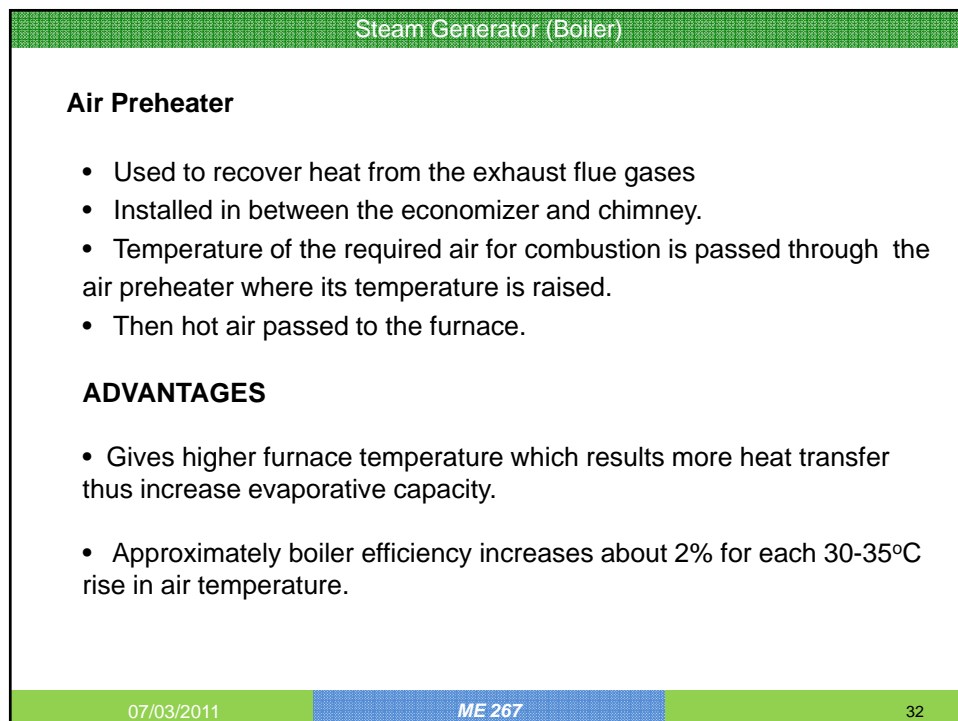 Steam Generator (Boiler)
Air Preheater
• Used to recover heat from the exhaust flue gases
• Installed in between the economizer and chimney.
• Temperature of the required air for combustion is passed through the
air preheater where its temperature is raised.
• Then hot air passed to the furnace.
ADVANTAGES
• Gives higher furnace temperature which results more heat transfer
thus increase evaporative capacity.
• Approximately boiler efficiency increases about 2% for each 30-35°C
rise in air temperature.
07/03/2011 ME 267 32